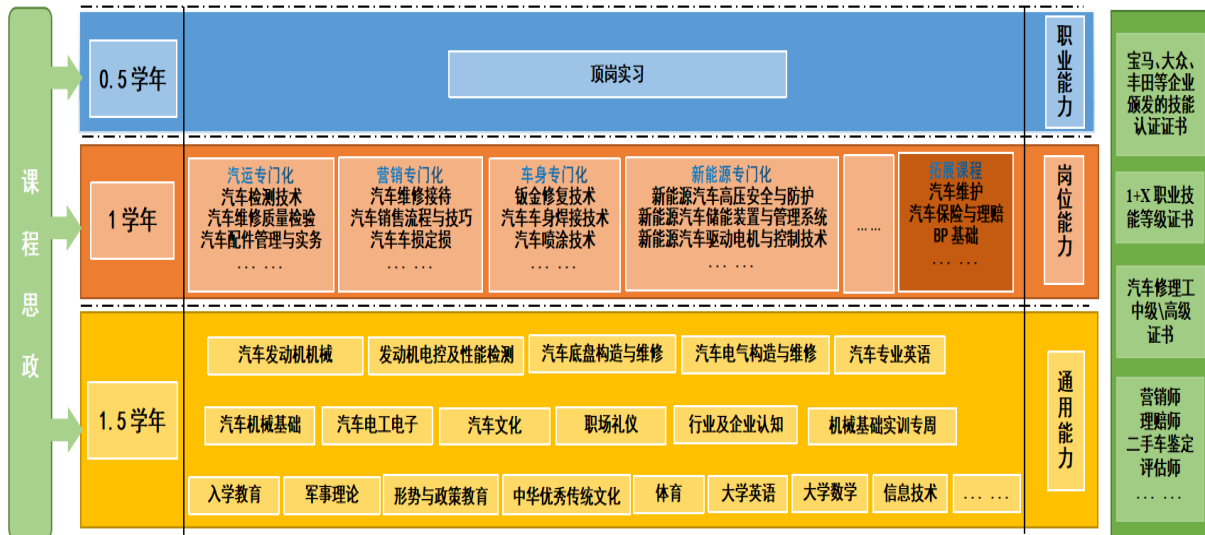 课程思政
0.5学年
顶岗实习
职业能力
1学年
汽运专门化
汽车检测技术
汽车维修质量检验
汽车配件管理与实务
… …
营销专门化
汽车维修接待
汽车销售流程与技巧
汽车车损定损
… …
车身专门化
钣金修复技术
汽车车身焊接技术
汽车喷涂技术
… …
新能源专门化
新能源汽车高压安全与防护
新能源汽车储能装置与管理系统
新能源汽车驱动电机与控制技术
… …
… …
拓展课程
汽车维护
汽车保险与理赔
BP基础
… …
岗位能力
1.5学年
汽车发动机机械
发动机电控及性能检测
汽车底盘构造与维修
汽车电气构造与维修
汽车专业英语
汽车机械基础
汽车电工电子
汽车文化
职场礼仪
行业及企业认知
机械基础实训专周
入学教育
军事理论
形势与政策教育
中华优秀传统文化
体育
大学英语
大学数学
信息技术
… …
通用能力
宝马、大众、
丰田等企业
颁发的技能
认证证书
1+X 职业技
能等级证书
汽车修理工
中级\高级
证书
营销师
理赔师
二手车鉴定
评估师
… …